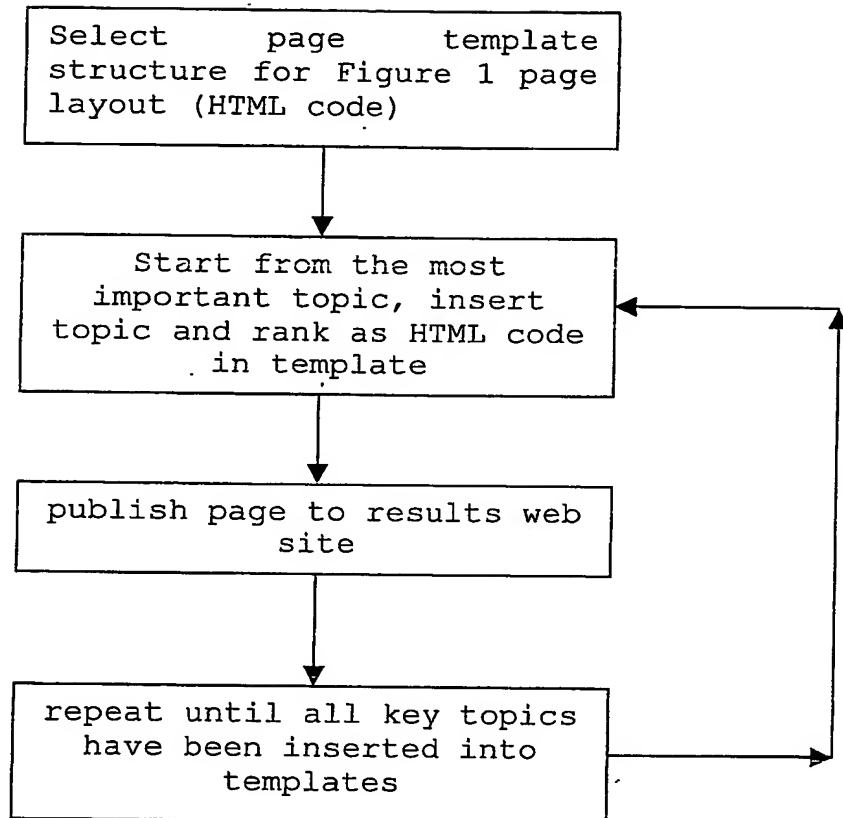 Select page template
structure for Figure 1 page
layout (HTML code)
Start from the most
important topic, insert
topic and rank as HTML code
in template
publish page to results web
site
repeat until all key topics
have been inserted into
templates